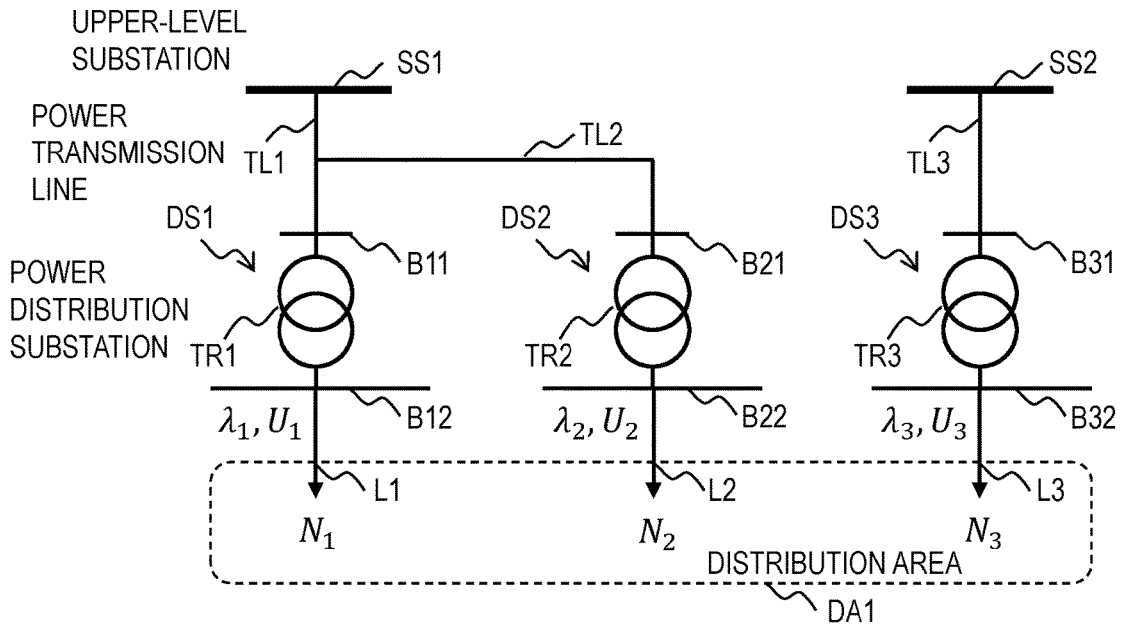 UPPER-LEVEL
SUBSTATION
SS1
SS2
POWER
TRANSMISSION
LINE
TL1
TL2
TL3
DS1
DS2
DS3
B11
B21
B31
POWER
DISTRIBUTION
SUBSTATION
TR1
TR2
TR3
B12
B22
B32
λ₁, U₁
λ₂, U₂
λ₃, U₃
L1
L2
L3
N₁
N₂
N₃
DISTRIBUTION AREA
DA1